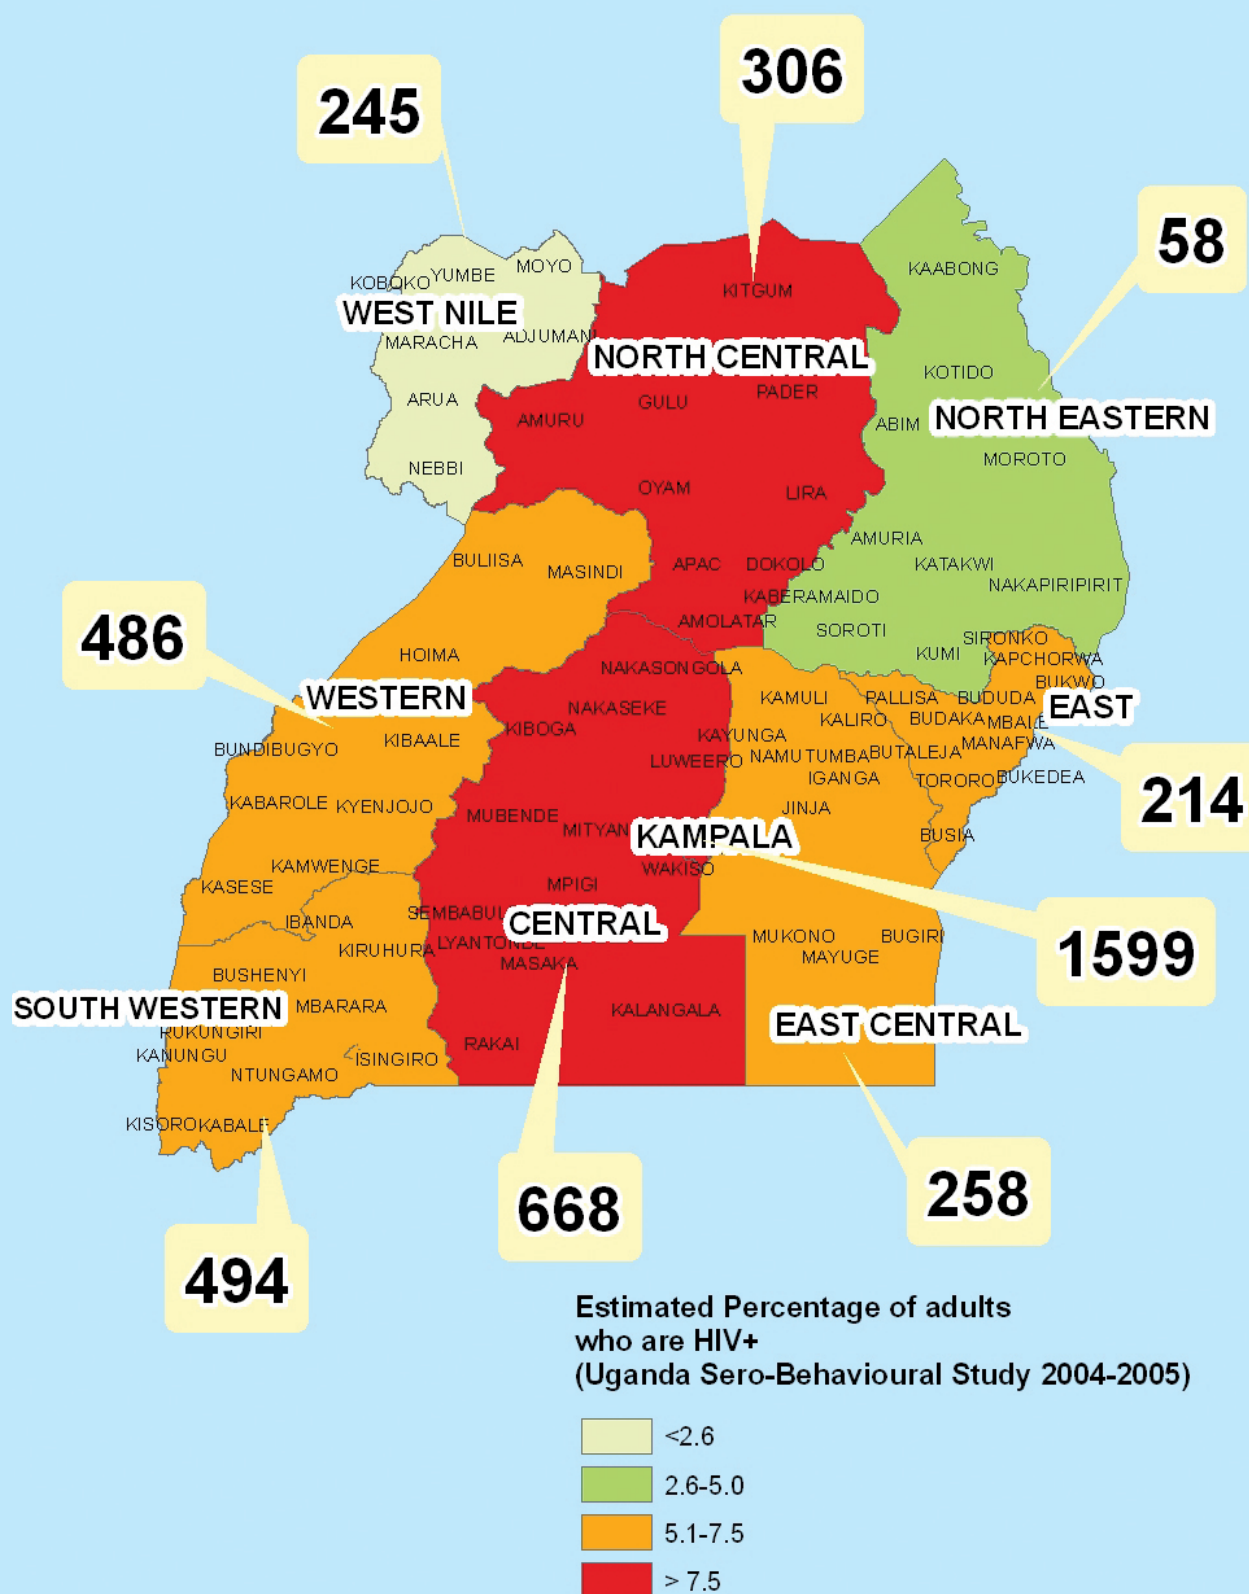 306
245
58
KAABONG
MOYO
YUMBE
KOBOKO
KITGUM
WEST NILE
ADJUMANI
MARACHA
NORTH CENTRAL
KOTIDO
PADER
ARUA
GULU
AMURU
ABIM
NORTH EASTERN
MOROTO
NEBBI
OYAM
LIRA
AMURIA
BULIISA
MASINDI
APAC
DOKOLO
KATAKWI
NAKAPIRIPIRIT
KABERAMAIDO
AMOLATAR
SOROTI
SIRONKO
486
HOIMA
KUMI
KAPCHORWA
NAKASONGOLA
BUKWO
WESTERN
KAMULI
PALLISA
BUDUDA
EAST
NAKASEKE
KALIRO
BUDAKA
MBALE
KIBOGA
KAYUNGA
KIBAALE
MANAFWA
BUNDIBUGYO
LUWEERO
NAMUTUMBA
BUTALEJA
IGANGA
TORORO
BUKEDEA
214
KABAROLE
KYENJOJO
JINJA
MUBENDE
MITYAN
KAMPALA
BUSIA
KAMWENGE
WAKISO
KASESE
MPIGI
SEMBABUL
IBANDA
CENTRAL
MUKONO
BUGIRI
KIRUHURA
LYANTONDE
MAYUGE
1599
MASAKA
BUSHENYI
SOUTH WESTERN
MBARARA
KALANGALA
EAST CENTRAL
RUKUNGIRI
RAKAI
KANUNGU
ISINGIRO
NTUNGAMO
KISORO
KABALE
258
668
494
Estimated Percentage of adults
who are HIV+
(Uganda Sero-Behavioural Study 2004-2005)
<2.6
2.6-5.0
5.1-7.5
> 7.5